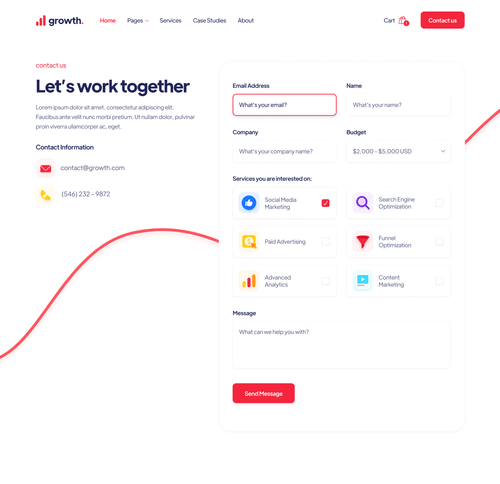 growth.
Home Pages Services Case Studies About
Cart
Contact us
contact us
Let's work together
Lorem ipsum dolor sit amet, consectetur adipiscing elit.
Faucibus ante velit nunc morbi pretium. Ut nullam dolor, pulvinar
proin viverra ullamcorper ac, eget.
Contact Information
contact@growth.com
(546) 232 – 9872
Email Address
What's your email?
Name
What's your name?
Company
What's your company name?
Budget
$2,000 – $5,000 USD
Services you are interested on:
Social Media
Marketing
Search Engine
Optimization
Paid Advertising
Funnel
Optimization
Advanced
Analytics
Content
Marketing
Message
What can we help you with?
Send Message